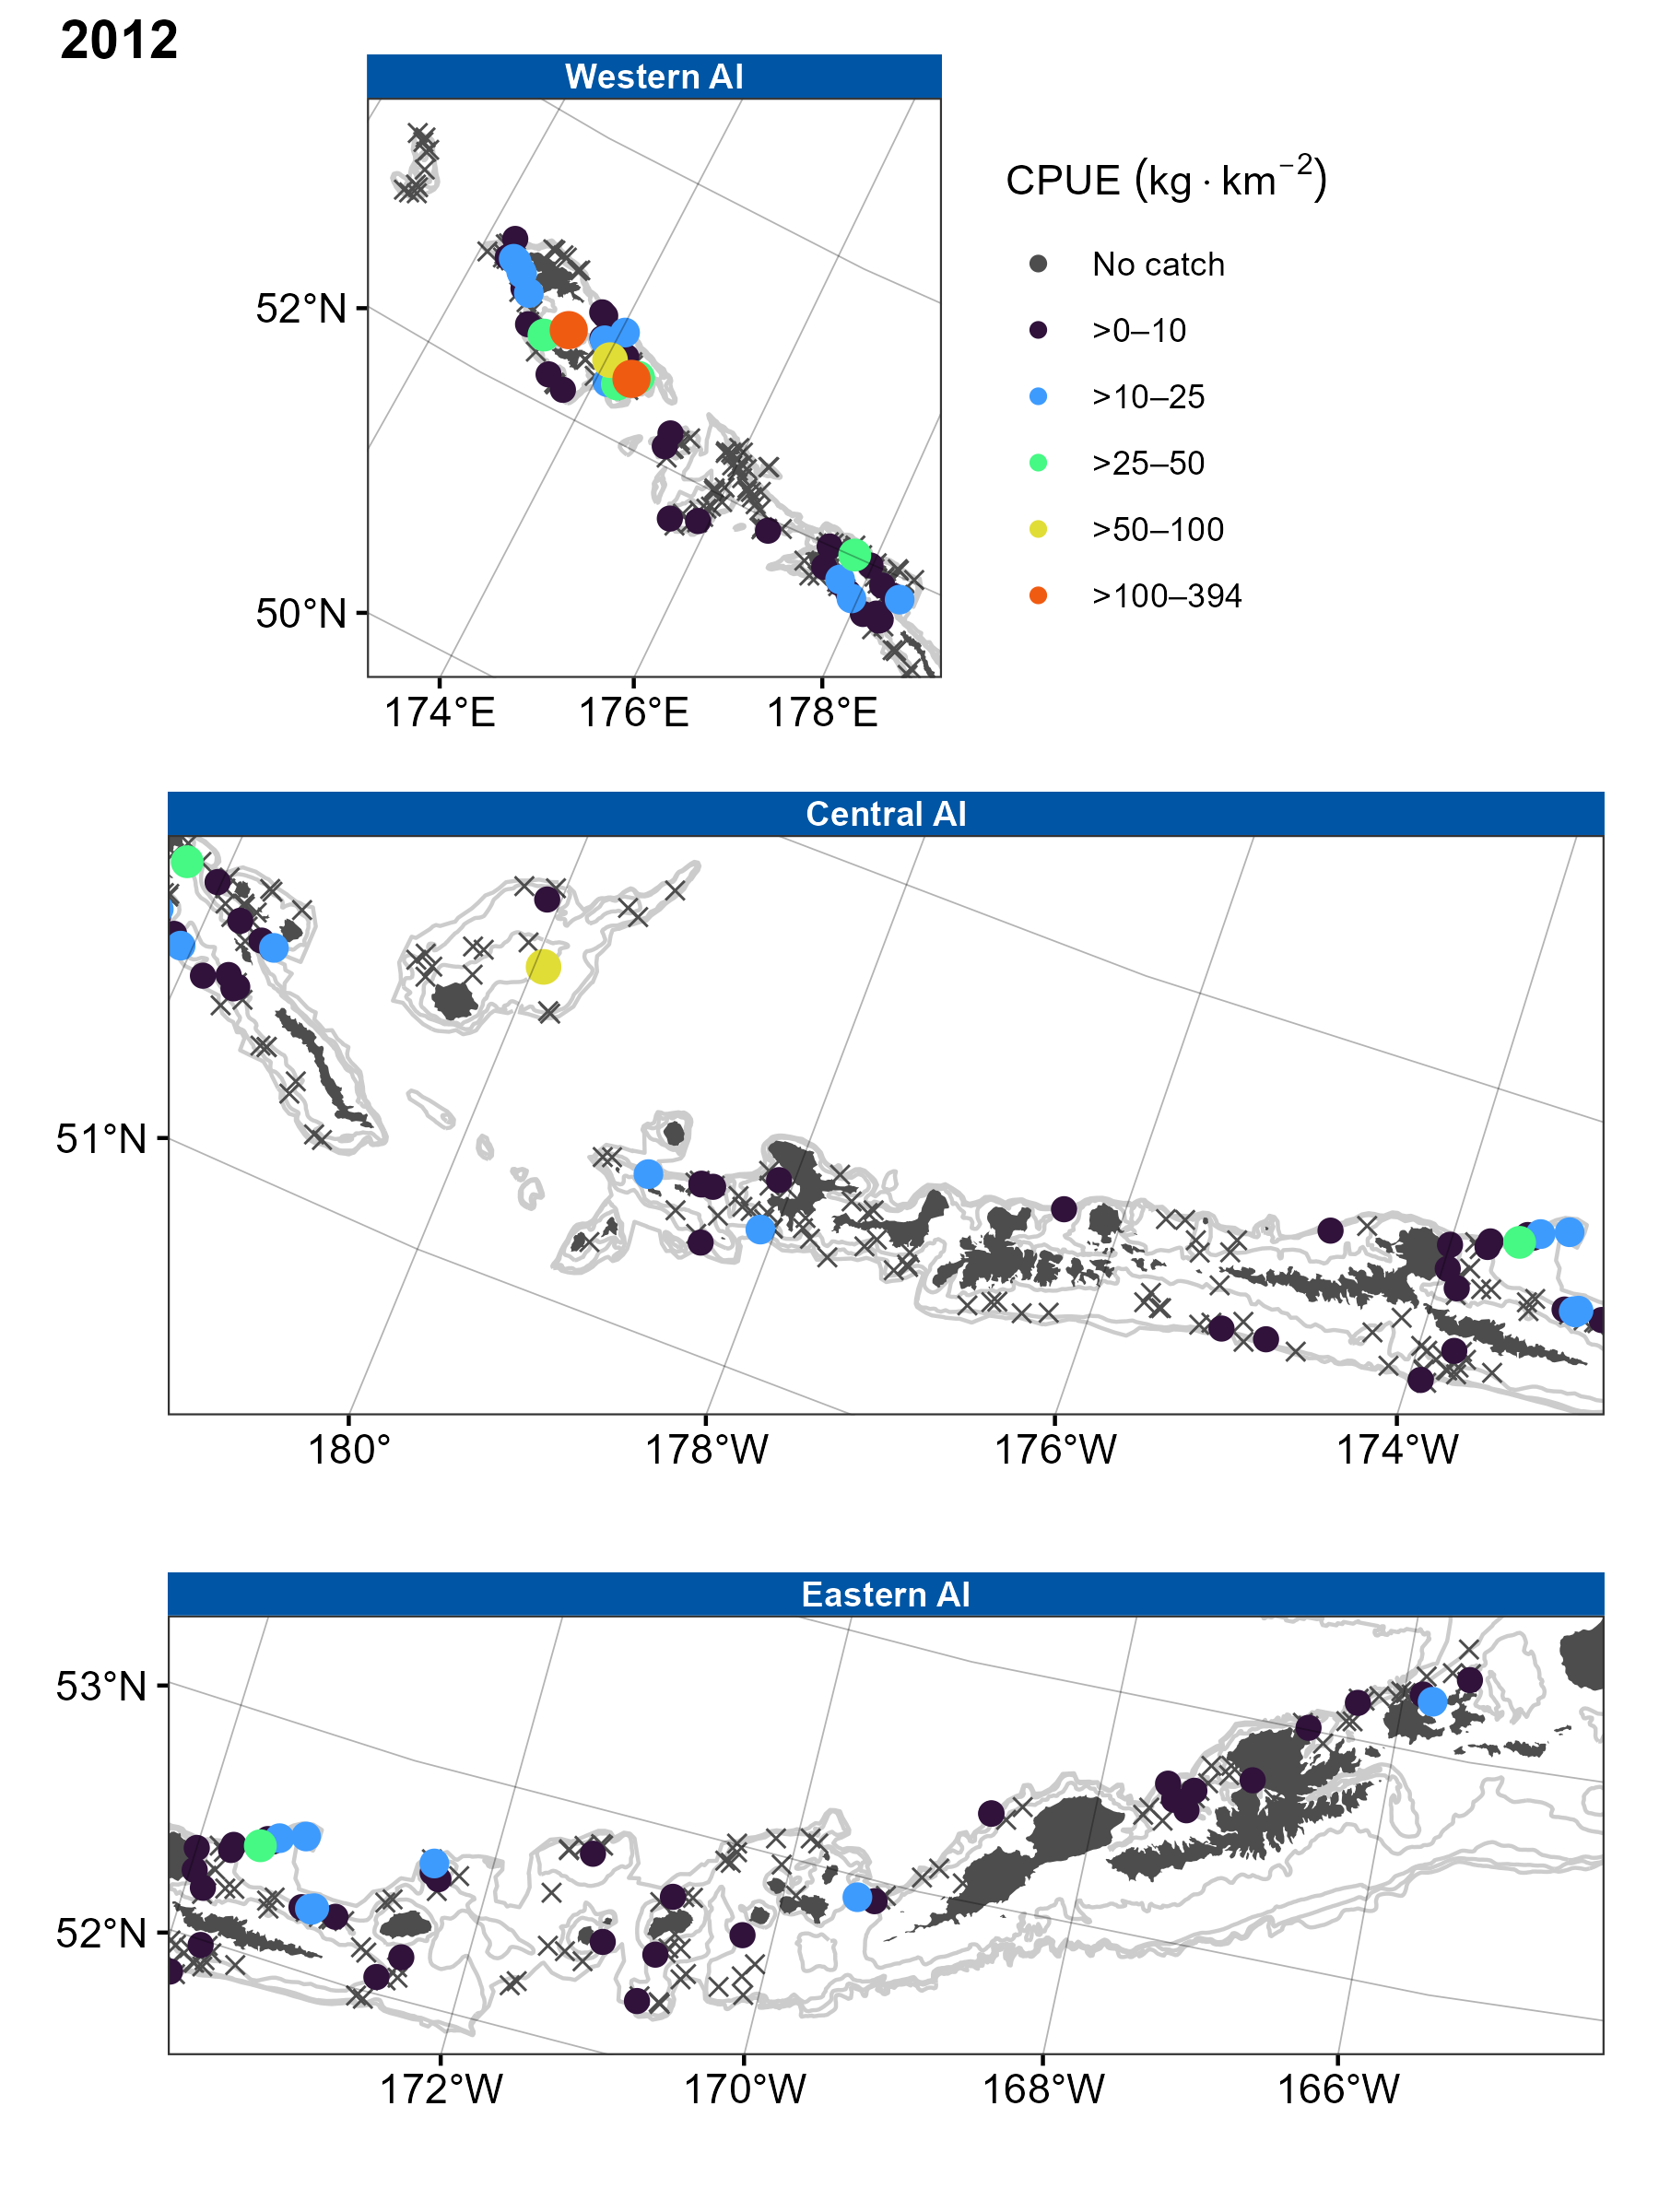 2012
Western AI
CPUE (kg · km⁻²)
No catch
>0–10
>10–25
>25–50
>50–100
>100–394
52°N
50°N
174°E 176°E 178°E
Central AI
51°N
180° 178°W 176°W 174°W
Eastern AI
53°N
52°N
172°W 170°W 168°W 166°W